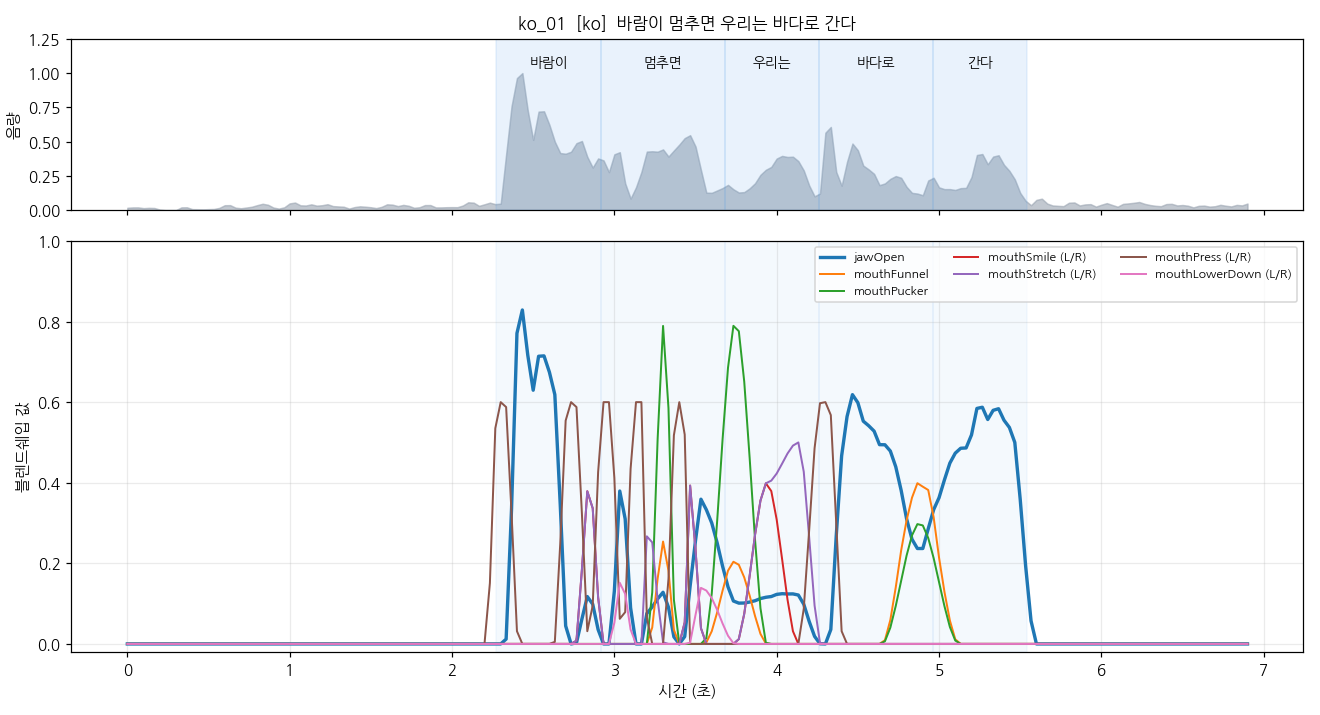 ko_01 [ko] 바람이 멈추면 우리는 바다로 간다
1.25
1.00
0.75
0.50
0.25
0.00
음량
바람이 멈추면 우리는 바다로 간다
1.0
0.8
0.6
0.4
0.2
0.0
블렌드쉐입 값
jawOpen mouthSmile (L/R) mouthPress (L/R)
mouthFunnel mouthStretch (L/R) mouthLowerDown (L/R)
mouthPucker
0 1 2 3 4 5 6 7
시간 (초)